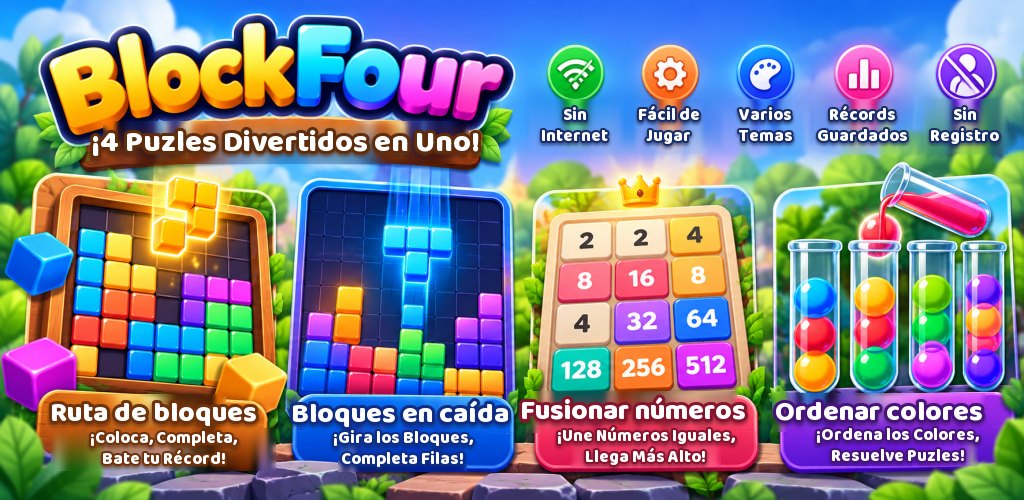 BlockFour
¡4 Puzles Divertidos en Uno!
Sin
Internet
Fácil de
Jugar
Varios
Temas
Récords
Guardados
Sin
Registro
2 2 4
8 16 8
4 32 64
128 256 512
Ruta de bloques
¡Coloca, Completa,
Bate tu Récord!
Bloques en caída
¡Gira los Bloques,
Completa Filas!
Fusionar números
¡Une Números Iguales,
Llega Más Alto!
Ordenar colores
¡Ordena los Colores,
Resuelve Puzles!